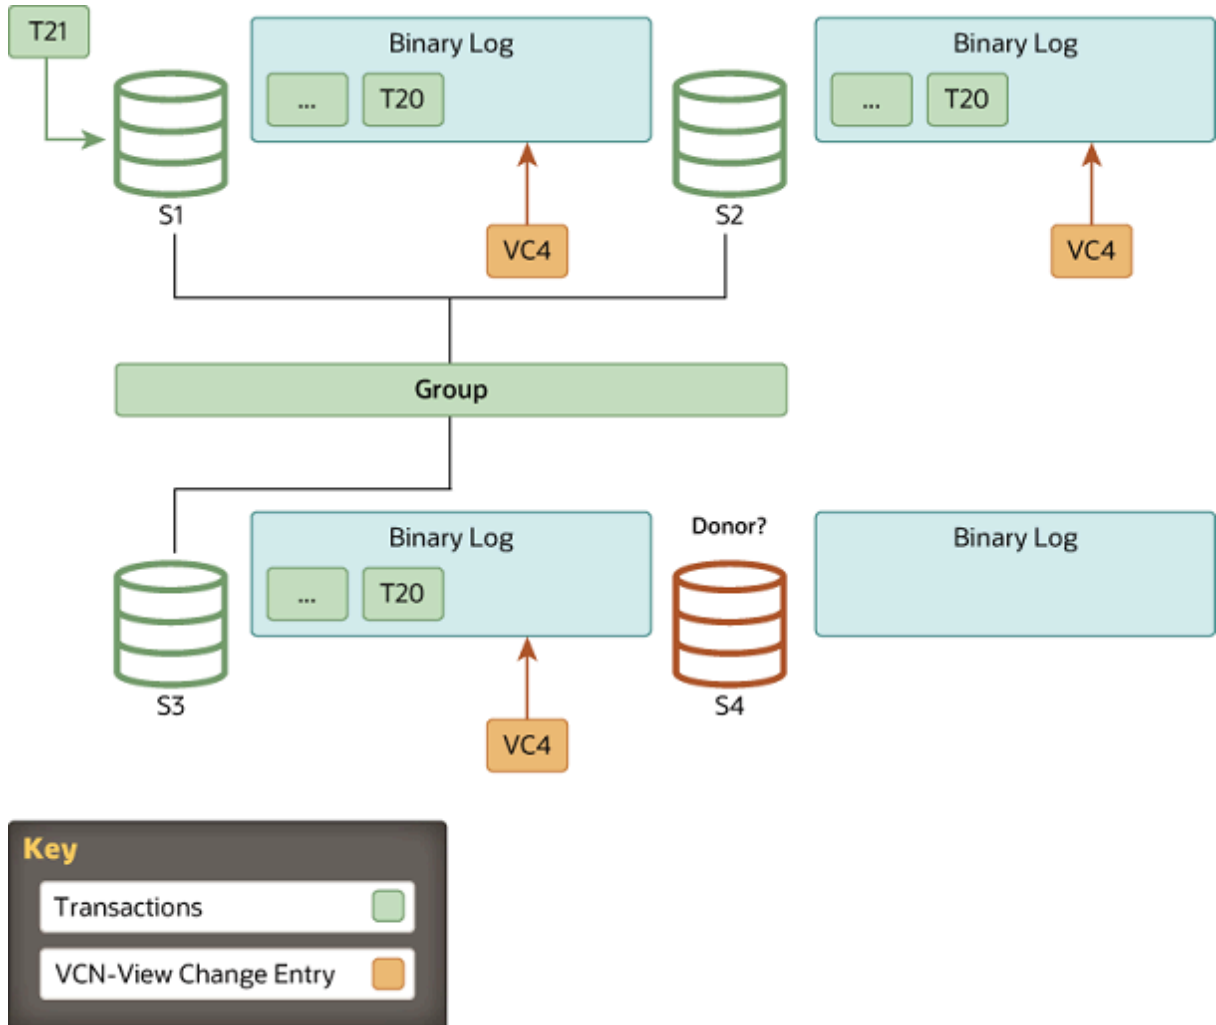 T21
Binary Log
... T20
S1
VC4
Binary Log
... T20
S2
VC4
Group
Binary Log
... T20
S3
VC4
Donor?
S4
Binary Log
Key
Transactions
VCN-View Change Entry